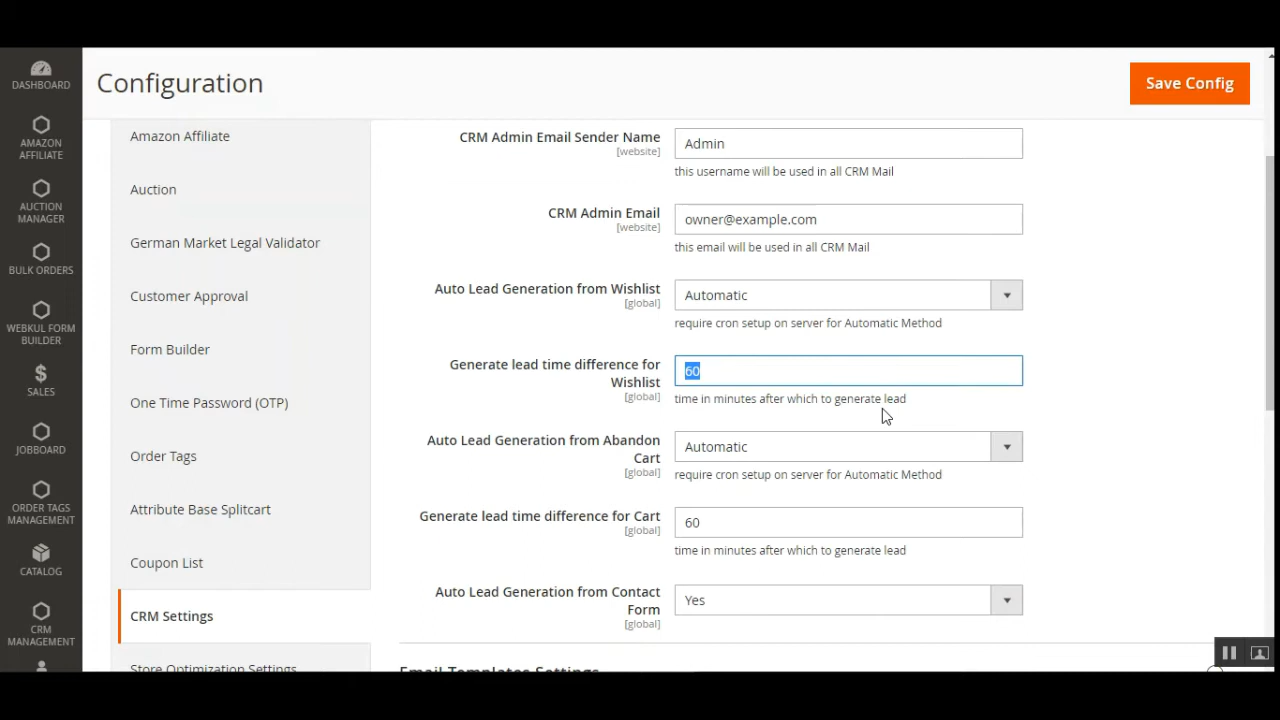 DASHBOARD
AMAZON
AFFILIATE
AUCTION
MANAGER
BULK ORDERS
WEBKUL FORM
BUILDER
SALES
JOBBOARD
ORDER TAGS
MANAGEMENT
CATALOG
CRM
MANAGEMENT
Configuration
Save Config
Amazon Affiliate
Auction
German Market Legal Validator
Customer Approval
Form Builder
One Time Password (OTP)
Order Tags
Attribute Base Splitcart
Coupon List
CRM Settings
Store Optimization Settings
CRM Admin Email Sender Name
[website]
Admin
this username will be used in all CRM Mail
CRM Admin Email
[website]
owner@example.com
this email will be used in all CRM Mail
Auto Lead Generation from Wishlist
[global]
Automatic
require cron setup on server for Automatic Method
Generate lead time difference for
Wishlist
[global]
60
time in minutes after which to generate lead
Auto Lead Generation from Abandon
Cart
[global]
Automatic
require cron setup on server for Automatic Method
Generate lead time difference for Cart
[global]
60
time in minutes after which to generate lead
Auto Lead Generation from Contact
Form
[global]
Yes
Email Templates Settings